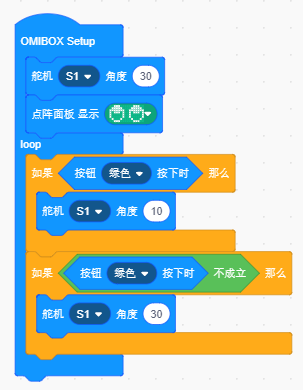 OMIBOX Setup
舵机 S1 角度 30
点阵面板 显示
loop
如果 按钮 绿色 按下时 那么
舵机 S1 角度 10
如果 按钮 绿色 按下时 不成立 那么
舵机 S1 角度 30